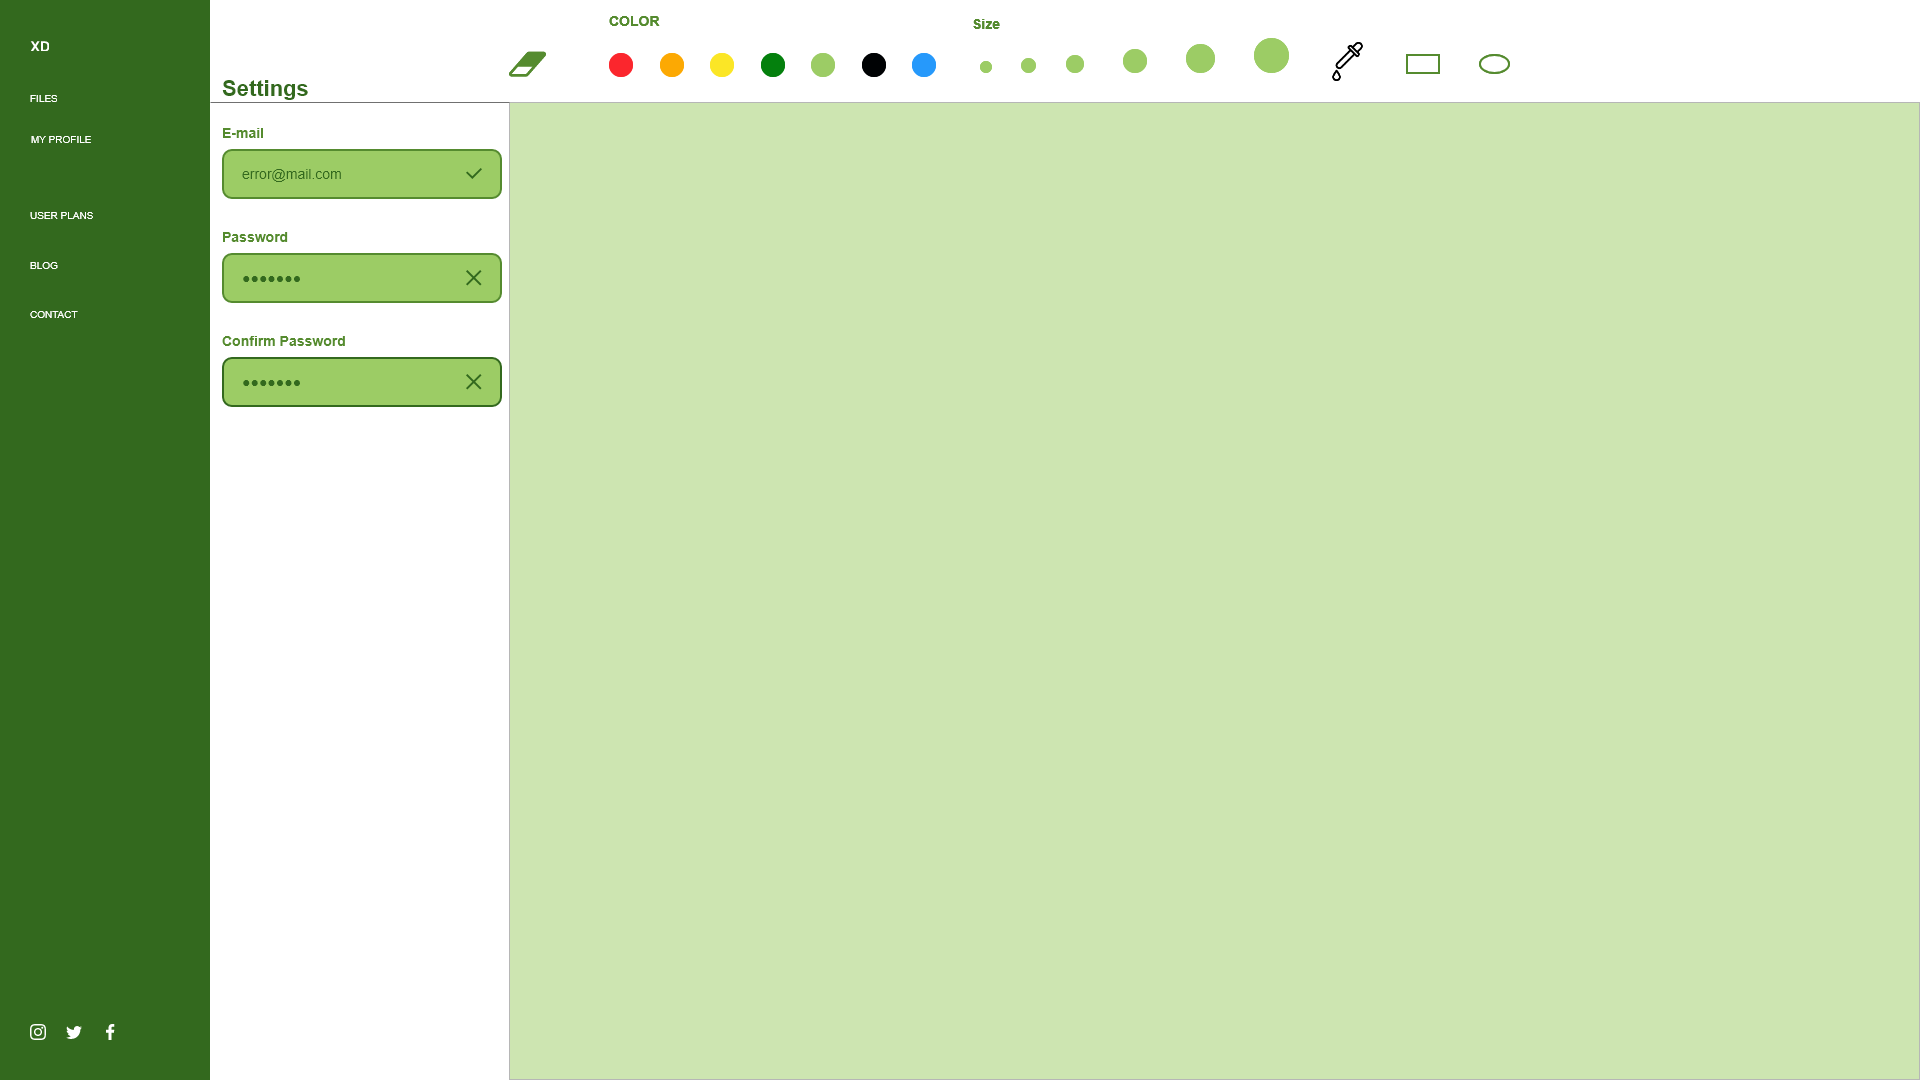 XD
FILES
MY PROFILE
USER PLANS
BLOG
CONTACT
COLOR
Size
Settings
E-mail
error@mail.com
Password
•••••••
Confirm Password
•••••••